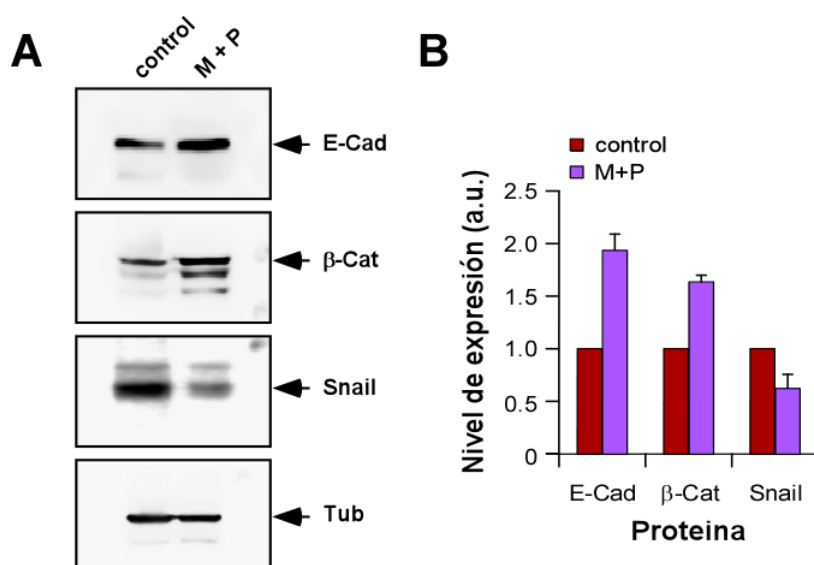 A
control
M + P
E-Cad
β-Cat
Snail
Tub
B
control
M+P
Nivel de expresión (a.u.)
2.5
2.0
1.5
1.0
0.5
0
E-Cad
β-Cat
Snail
Proteina